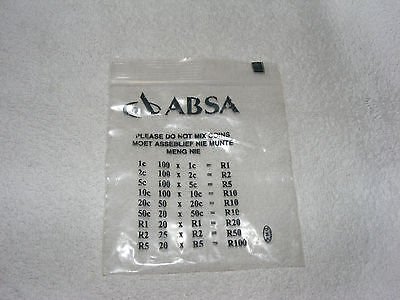 ABSA
PLEASE DO NOT MIX COINS
MOET ASSEBLIEF NIE MUNTE
MENG NIE
1c 100 x 1c = R1
2c 100 x 2c = R2
5c 100 x 5c = R5
10c 100 x 10c = R10
20c 50 x 20c = R10
50c 20 x 50c = R10
R1 20 x R1 = R20
R2 25 x R2 = R50
R5 20 x R5 = R100